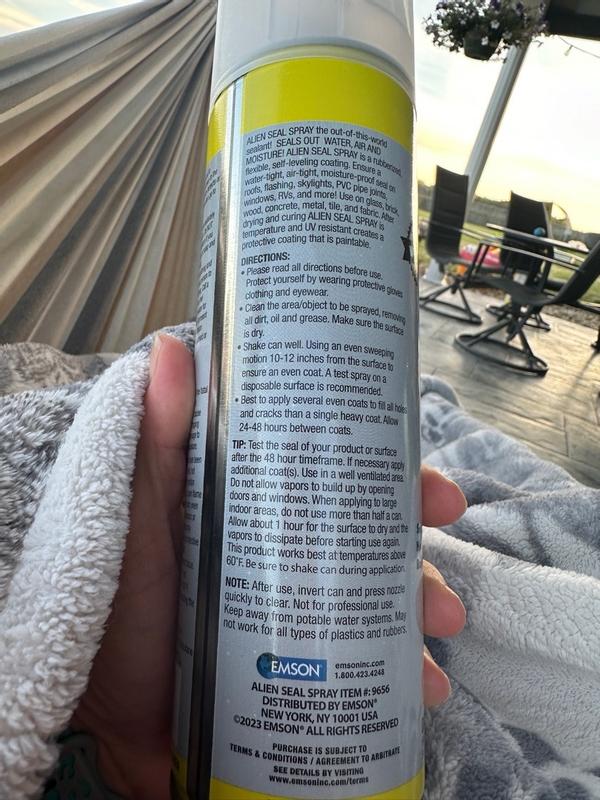 ALIEN SEAL SPRAY the out-of-this-world
sealant! SEALS OUT WATER, AIR AND
MOISTURE! ALIEN SEAL SPRAY is a rubberized,
flexible, self-leveling coating. Ensure a
water-tight, air-tight, moisture-proof seal on
roofs, flashing, skylights, PVC pipe joints,
windows, RVs, and more! Use on glass, brick,
wood, concrete, metal, tile, and fabric. After
drying and curing ALIEN SEAL SPRAY is
temperature and UV resistant creates a
protective coating that is paintable.
DIRECTIONS:
• Please read all directions before use.
Protect yourself by wearing protective gloves
clothing and eyewear.
• Clean the area/object to be sprayed, removing
all dirt, oil and grease. Make sure the surface
is dry.
• Shake can well. Using an even sweeping
motion 10-12 inches from the surface to
ensure an even coat. A test spray on a
disposable surface is recommended.
• Best to apply several even coats to fill all holes
and cracks than a single heavy coat. Allow
24-48 hours between coats.
TIP: Test the seal of your product or surface
after the 48 hour timeframe. If necessary apply
additional coat(s). Use in a well ventilated area.
Do not allow vapors to build up by opening
doors and windows. When applying to large
indoor areas, do not use more than half a can.
Allow about 1 hour for the surface to dry and the
vapors to dissipate before starting use again.
This product works best at temperatures above
60°F. Be sure to shake can during application.
NOTE: After use, invert can and press nozzle
quickly to clear. Not for professional use.
Keep away from potable water systems. May
not work for all types of plastics and rubbers.
EMSON® emsoninc.com
1.800.423.4248
ALIEN SEAL SPRAY ITEM #: 9656
DISTRIBUTED BY EMSON®
NEW YORK, NY 10001 USA
©2023 EMSON® ALL RIGHTS RESERVED
PURCHASE IS SUBJECT TO
TERMS & CONDITIONS / AGREEMENT TO ARBITRATE
SEE DETAILS BY VISITING
www.emsoninc.com/terms